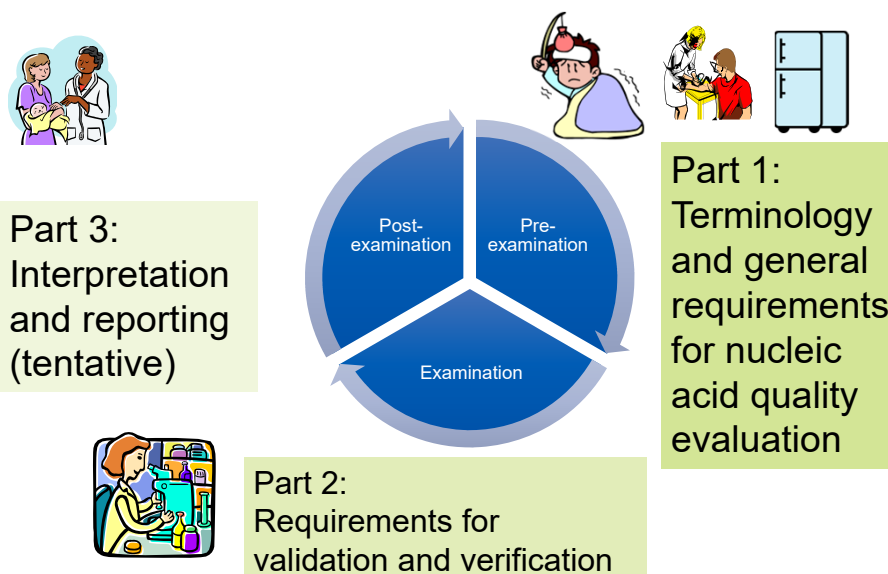 Part 1:
Terminology
and general
requirements
for nucleic
acid quality
evaluation
Part 3:
Interpretation
and reporting
(tentative)
Post-
examination
Pre-
examination
Examination
Part 2:
Requirements for
validation and verification